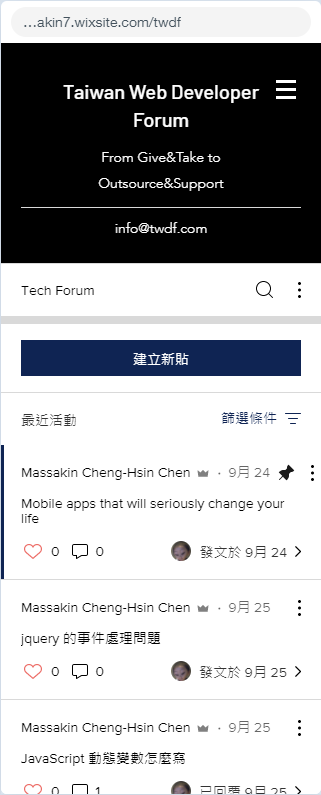 ...akin7.wixsite.com/twdf
Taiwan Web Developer
Forum
From Give&Take to
Outsource&Support
info@twdf.com
Tech Forum
建立新貼
最近活動
篩選條件
Massakin Cheng-Hsin Chen · 9月 24
Mobile apps that will seriously change your
life
0 0 發文於 9月 24
Massakin Cheng-Hsin Chen · 9月 25
jquery 的事件處理問題
0 0 發文於 9月 25
Massakin Cheng-Hsin Chen · 9月 25
JavaScript 動態變數怎麼寫
0 1 已回覆 9月 25